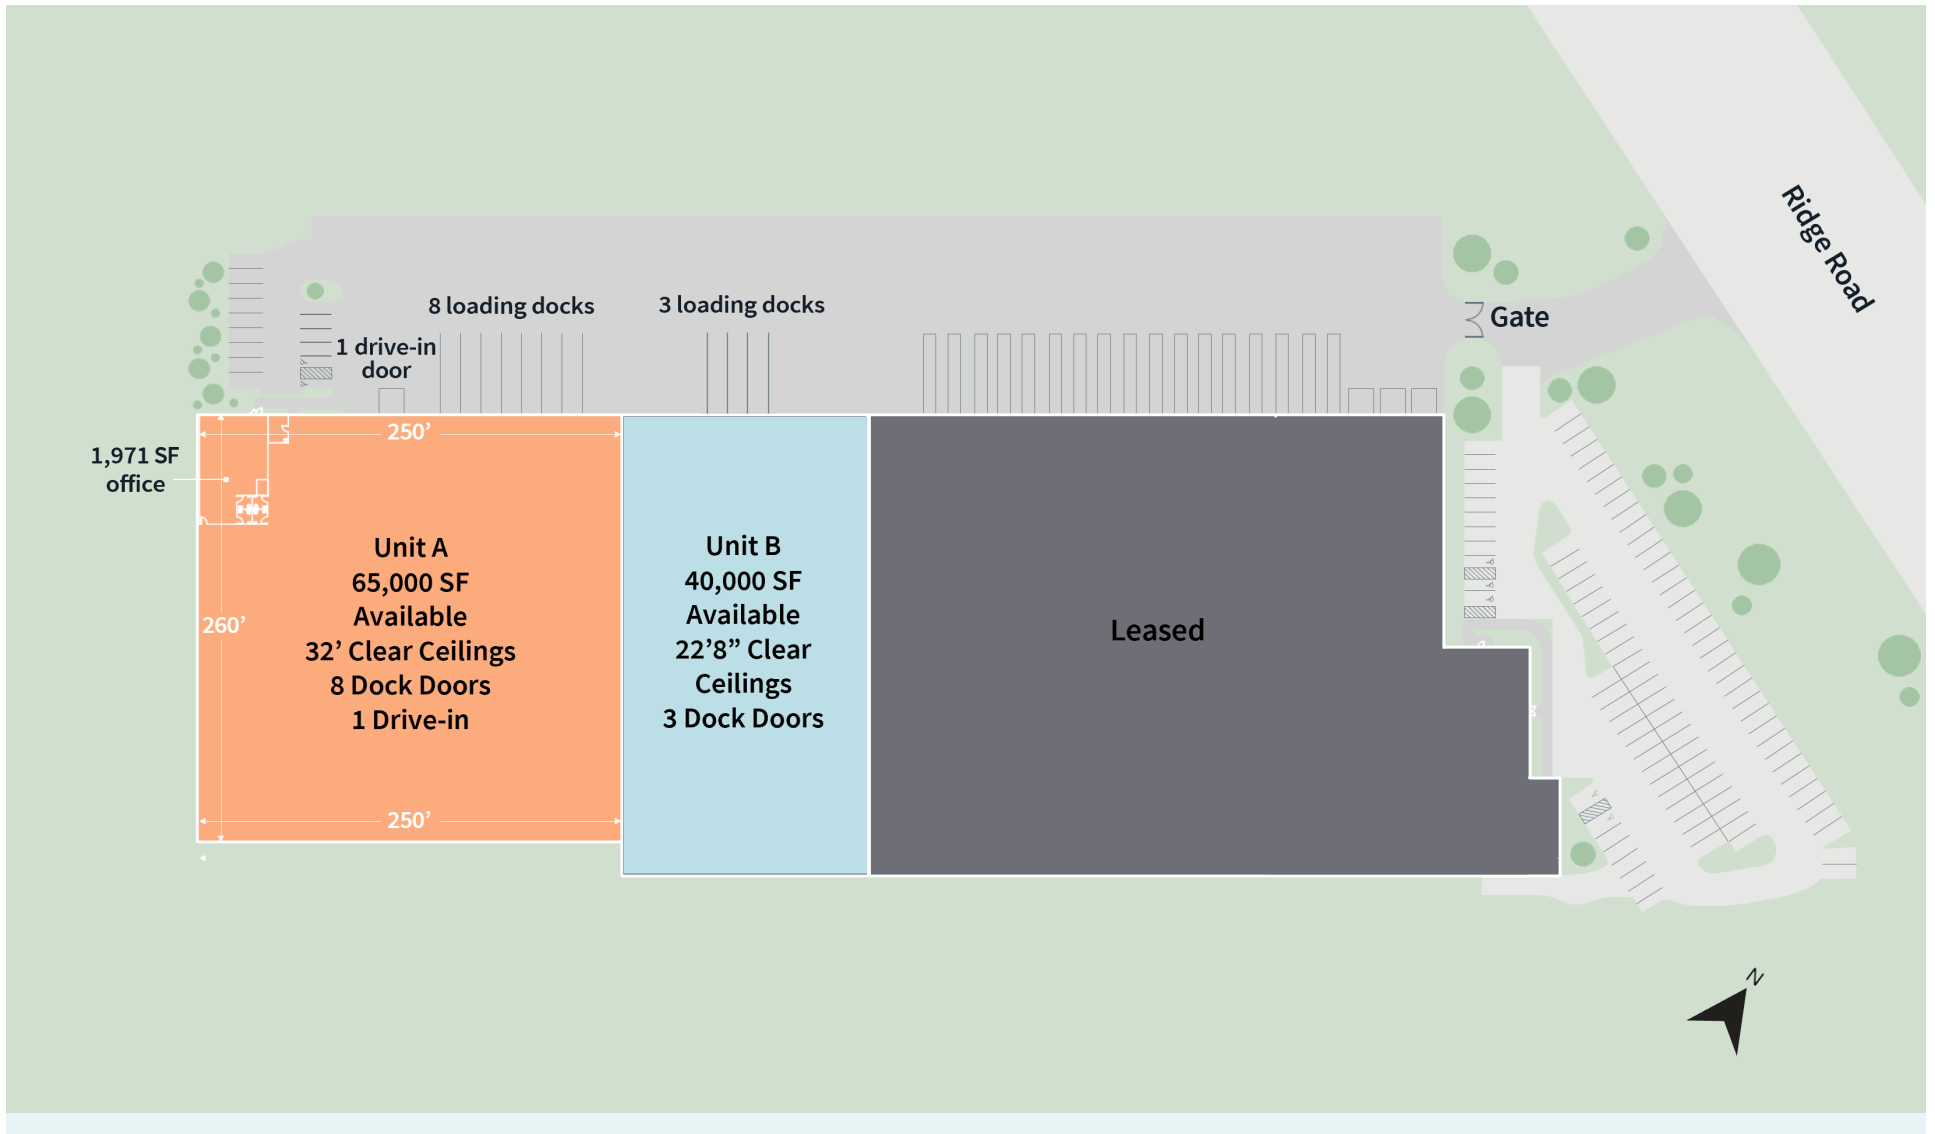 Ridge Road
8 loading docks
3 loading docks
1 drive-in
door
Gate
1,971 SF
office
250’
260’
Unit A
65,000 SF
Available
32’ Clear Ceilings
8 Dock Doors
1 Drive-in
250’
Unit B
40,000 SF
Available
22’8” Clear
Ceilings
3 Dock Doors
Leased
N